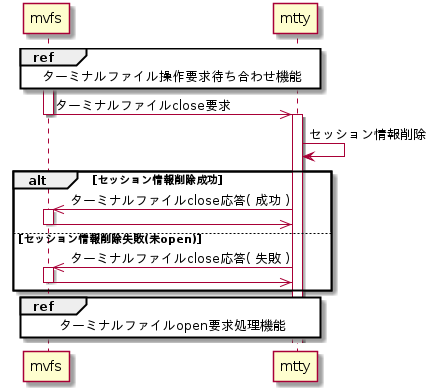 mvfs
mtty
ref
ターミナルファイル操作要求待ち合わせ機能
ターミナルファイルclose要求
セッション情報削除
alt [セッション情報削除成功]
ターミナルファイルclose応答( 成功 )
[セッション情報削除失敗(未open)]
ターミナルファイルclose応答( 失敗 )
ref
ターミナルファイルopen要求処理機能
mvfs
mtty